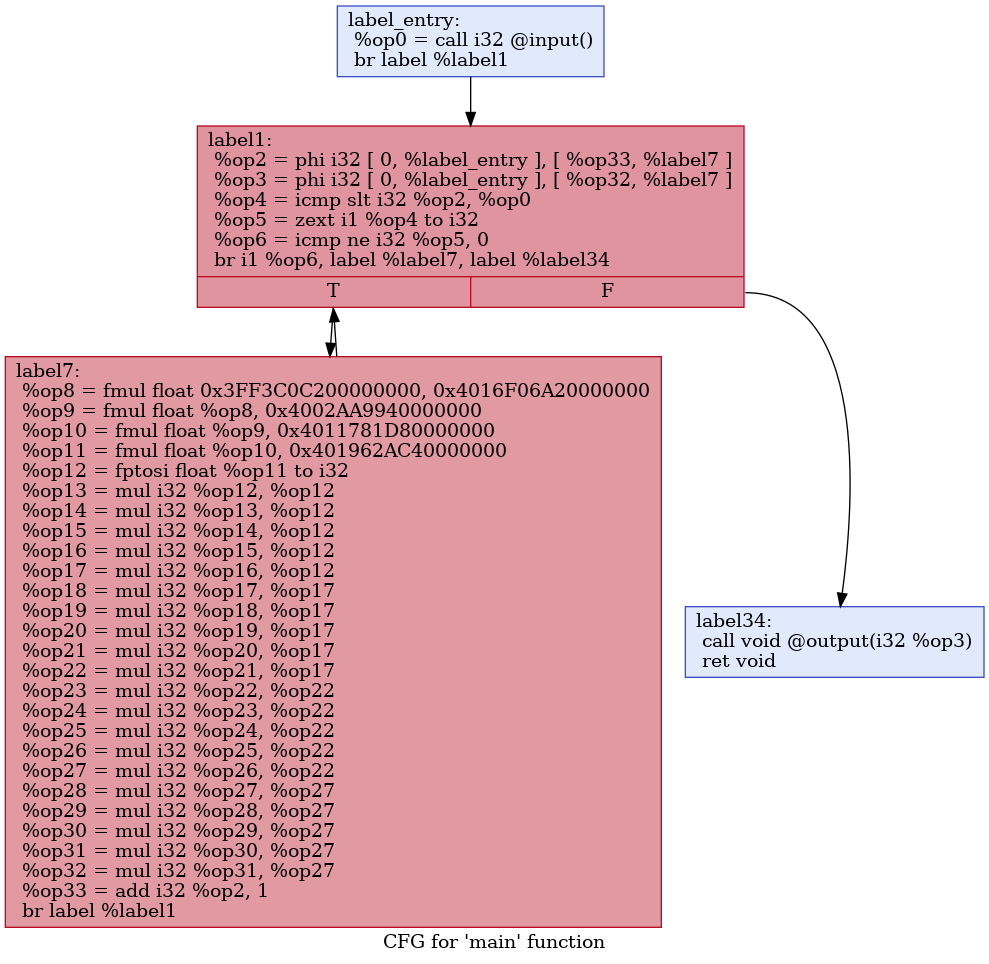 label_entry:
%op0 = call i32 @input()
br label %label1
label1:
%op2 = phi i32 [ 0, %label_entry ], [ %op33, %label7 ]
%op3 = phi i32 [ 0, %label_entry ], [ %op32, %label7 ]
%op4 = icmp slt i32 %op2, %op0
%op5 = zext i1 %op4 to i32
%op6 = icmp ne i32 %op5, 0
br i1 %op6, label %label7, label %label34
T F
label7:
%op8 = fmul float 0x3FF3C0C200000000, 0x4016F06A20000000
%op9 = fmul float %op8, 0x4002AA9940000000
%op10 = fmul float %op9, 0x4011781D80000000
%op11 = fmul float %op10, 0x401962AC40000000
%op12 = fptosi float %op11 to i32
%op13 = mul i32 %op12, %op12
%op14 = mul i32 %op13, %op12
%op15 = mul i32 %op14, %op12
%op16 = mul i32 %op15, %op12
%op17 = mul i32 %op16, %op12
%op18 = mul i32 %op17, %op17
%op19 = mul i32 %op18, %op17
%op20 = mul i32 %op19, %op17
%op21 = mul i32 %op20, %op17
%op22 = mul i32 %op21, %op17
%op23 = mul i32 %op22, %op22
%op24 = mul i32 %op23, %op22
%op25 = mul i32 %op24, %op22
%op26 = mul i32 %op25, %op22
%op27 = mul i32 %op26, %op22
%op28 = mul i32 %op27, %op27
%op29 = mul i32 %op28, %op27
%op30 = mul i32 %op29, %op27
%op31 = mul i32 %op30, %op27
%op32 = mul i32 %op31, %op27
%op33 = add i32 %op2, 1
br label %label1
label34:
call void @output(i32 %op3)
ret void
CFG for 'main' function